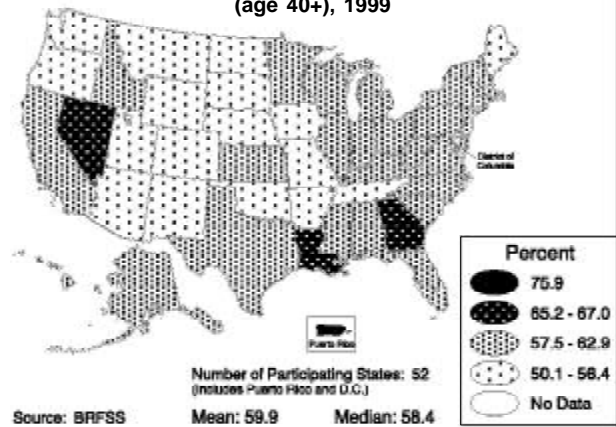 (age 40+), 1999
District of
Columbia
Percent
75.9
65.2 - 67.0
57.5 - 62.9
50.1 - 56.4
No Data
Puerto Rico
Number of Participating States: 52
(Includes Puerto Rico and D.C.)
Source: BRFSS
Mean: 59.9
Median: 58.4